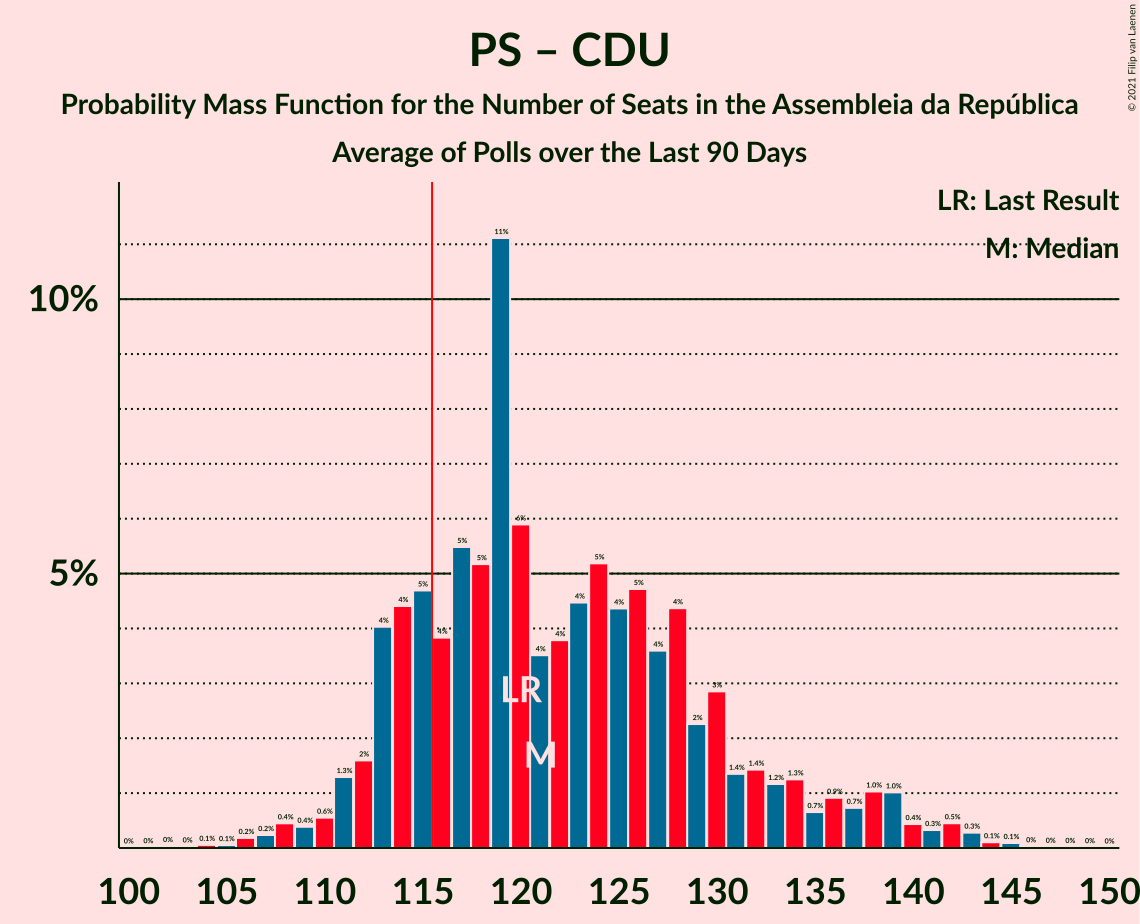 PS – CDU
Probability Mass Function for the Number of Seats in the Assembleia da República
Average of Polls over the Last 90 Days
© 2021 Filip van Laenen
LR: Last Result
M: Median
10%
5%
0% 0% 0% 0% 0.1% 0.1% 0.2% 0.2% 0.4% 0.4% 0.6% 1.3% 2% 4% 4% 5% 4% 5% 5% 11% 6% 4% 4% 4% 5% 4% 5% 4% 4% 2% 3% 1.4% 1.4% 1.2% 1.3% 0.7% 0.9% 0.7% 1.0% 1.0% 0.4% 0.3% 0.5% 0.3% 0.1% 0.1% 0% 0% 0% 0% 0%
LR
M
100 105 110 115 120 125 130 135 140 145 150